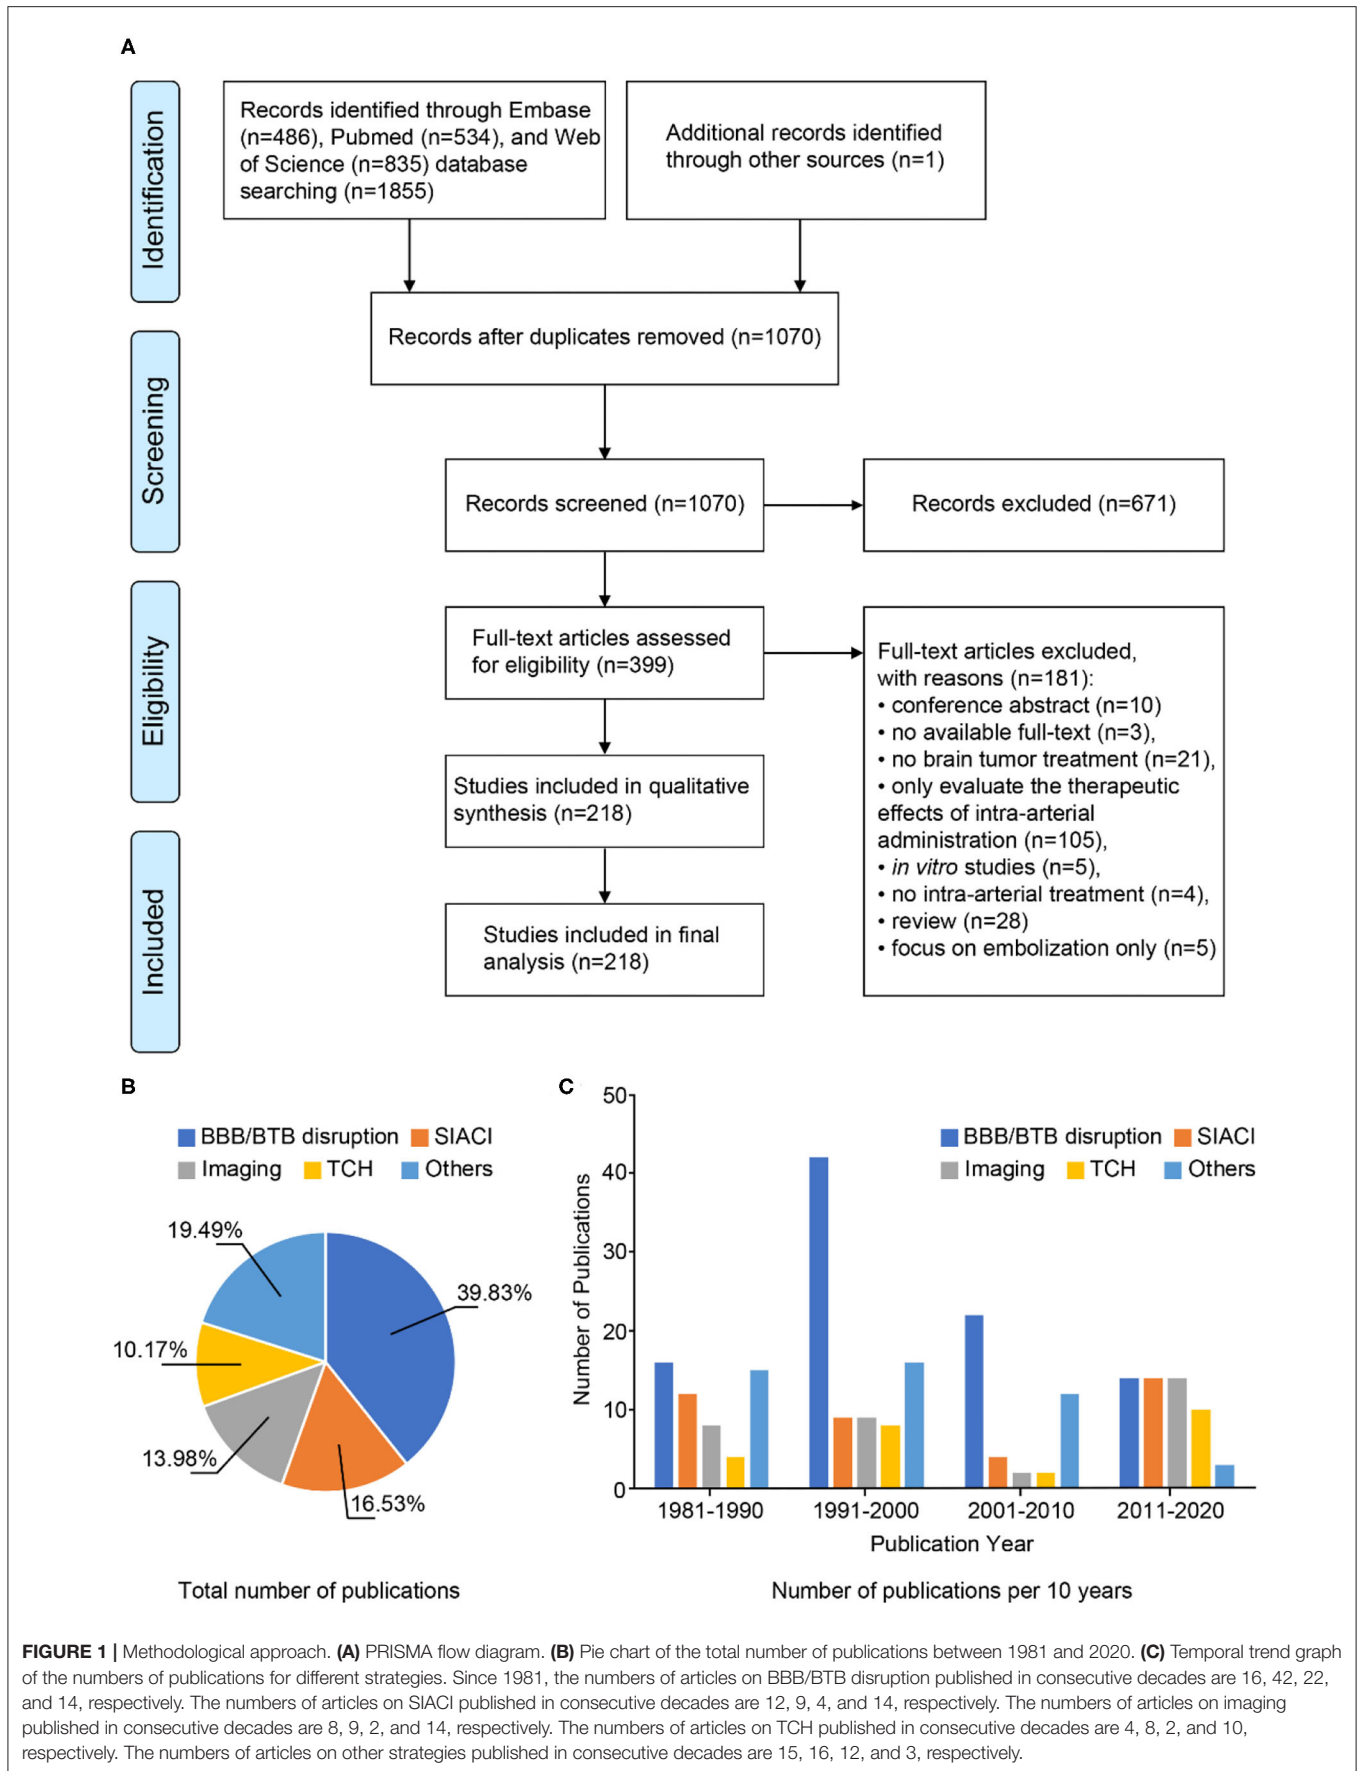 A
Identification
Records identified through Embase
(n=486), Pubmed (n=534), and Web
of Science (n=835) database
searching (n=1855)
Additional records identified
through other sources (n=1)
Records after duplicates removed (n=1070)
Screening
Records screened (n=1070)
Records excluded (n=671)
Eligibility
Full-text articles assessed
for eligibility (n=399)
Full-text articles excluded,
with reasons (n=181):
• conference abstract (n=10)
• no available full-text (n=3),
• no brain tumor treatment (n=21),
• only evaluate the therapeutic
effects of intra-arterial
administration (n=105),
• in vitro studies (n=5),
• no intra-arterial treatment (n=4),
• review (n=28)
• focus on embolization only (n=5)
Studies included in qualitative
synthesis (n=218)
Included
Studies included in final
analysis (n=218)
B
BBB/BTB disruption SIACI
Imaging TCH Others
19.49%
39.83%
10.17%
13.98%
16.53%
Total number of publications
C
BBB/BTB disruption SIACI
Imaging TCH Others
Number of Publications
50
40
30
20
10
0
1981-1990 1991-2000 2001-2010 2011-2020
Publication Year
Number of publications per 10 years
FIGURE 1 | Methodological approach. (A) PRISMA flow diagram. (B) Pie chart of the total number of publications between 1981 and 2020. (C) Temporal trend graph
of the numbers of publications for different strategies. Since 1981, the numbers of articles on BBB/BTB disruption published in consecutive decades are 16, 42, 22,
and 14, respectively. The numbers of articles on SIACI published in consecutive decades are 12, 9, 4, and 14, respectively. The numbers of articles on imaging
published in consecutive decades are 8, 9, 2, and 14, respectively. The numbers of articles on TCH published in consecutive decades are 4, 8, 2, and 10,
respectively. The numbers of articles on other strategies published in consecutive decades are 15, 16, 12, and 3, respectively.